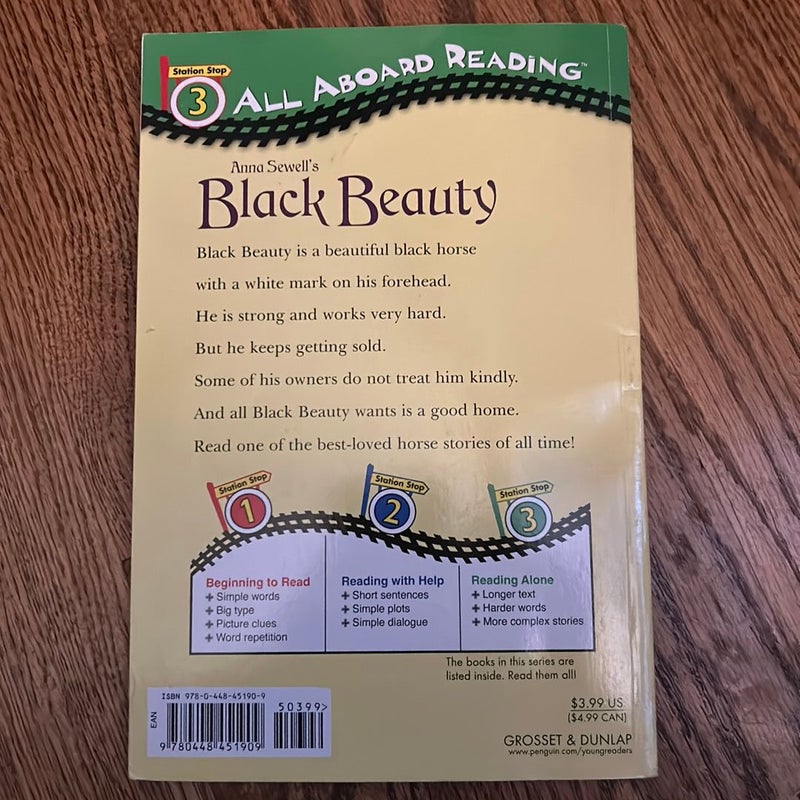 Station Stop
3
ALL ABOARD READING™
Anna Sewell's
Black Beauty
Black Beauty is a beautiful black horse
with a white mark on his forehead.
He is strong and works very hard.
But he keeps getting sold.
Some of his owners do not treat him kindly.
And all Black Beauty wants is a good home.
Read one of the best-loved horse stories of all time!
Station Stop
1
Station Stop
2
Station Stop
3
Beginning to Read
+ Simple words
+ Big type
+ Picture clues
+ Word repetition
Reading with Help
+ Short sentences
+ Simple plots
+ Simple dialogue
Reading Alone
+ Longer text
+ Harder words
+ More complex stories
The books in this series are
listed inside. Read them all!
ISBN 978-0-448-45190-9
50399>
EAN
9 780448 451909
$3.99 US
($4.99 CAN)
GROSSET & DUNLAP
www.penguin.com/youngreaders